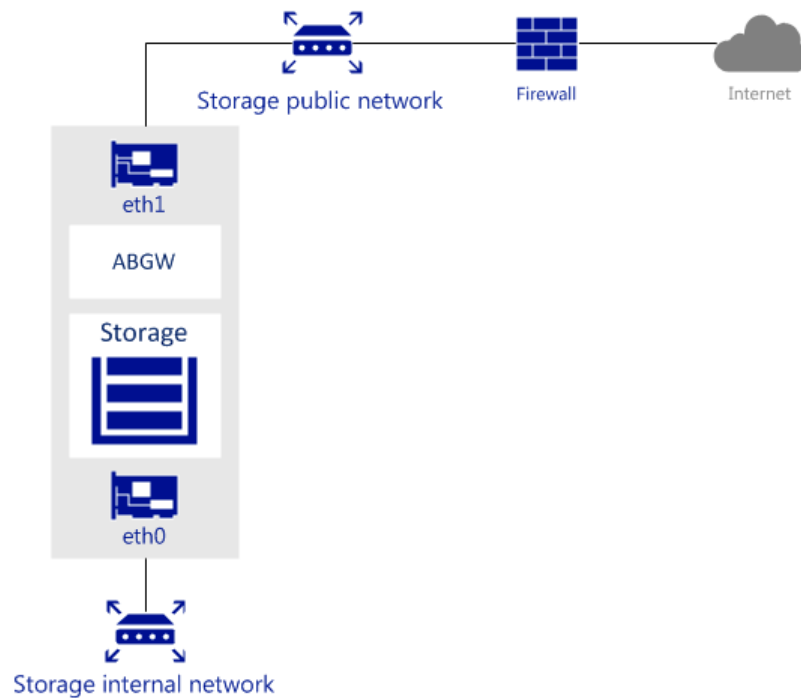 Storage public network
Firewall
Internet
eth1
ABGW
Storage
eth0
Storage internal network